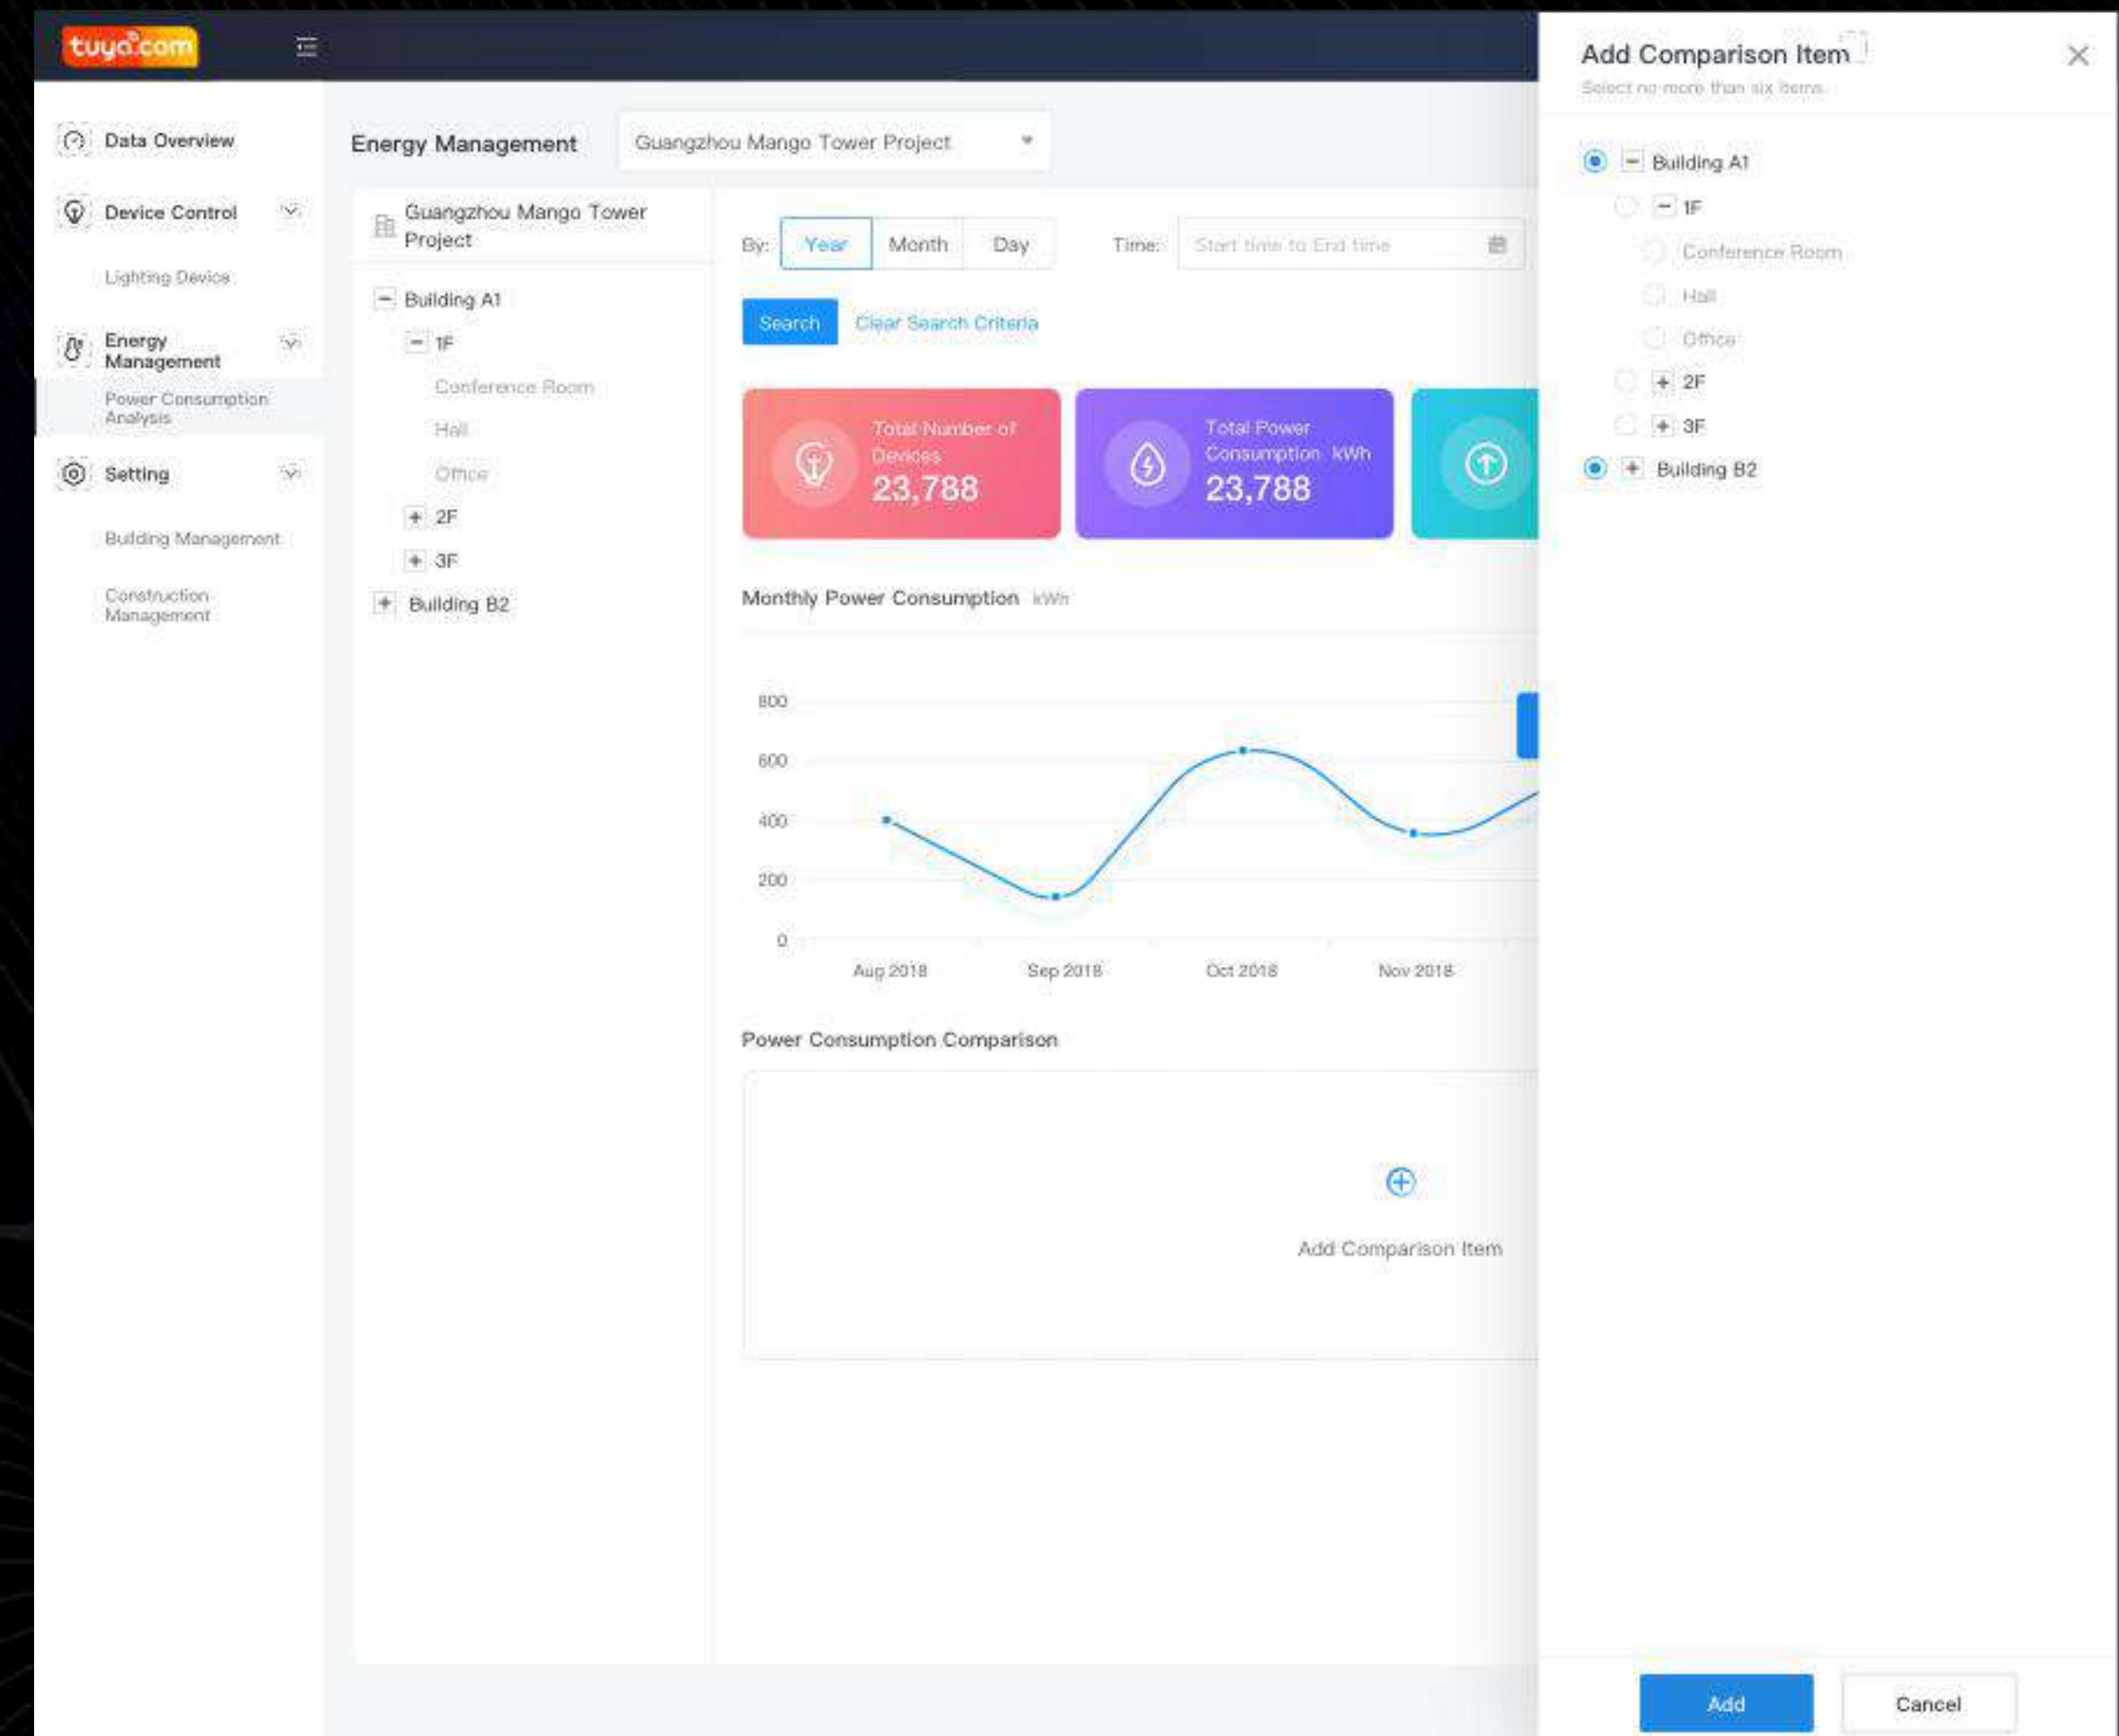 tuya.com
Data Overview
Device Control
Lighting Device
Energy
Management
Power Consumption
Analysis
Setting
Building Management
Construction
Management
Energy Management
Guangzhou Mango Tower Project
Guangzhou Mango Tower
Project
Building A1
1F
Conference Room
Hall
Office
2F
3F
Building B2
By: Year Month Day Time: Start time to End time
Search Clear Search Criteria
Total Number of
Devices
23,788
Total Power
Consumption kWh
23,788
Monthly Power Consumption kWh
800
600
400
200
0
Aug 2018 Sep 2018 Oct 2018 Nov 2018
Power Consumption Comparison
Add Comparison Item
Add Comparison Item
Select no more than six items.
Building A1
1F
Conference Room
Hall
Office
2F
3F
Building B2
Add Cancel